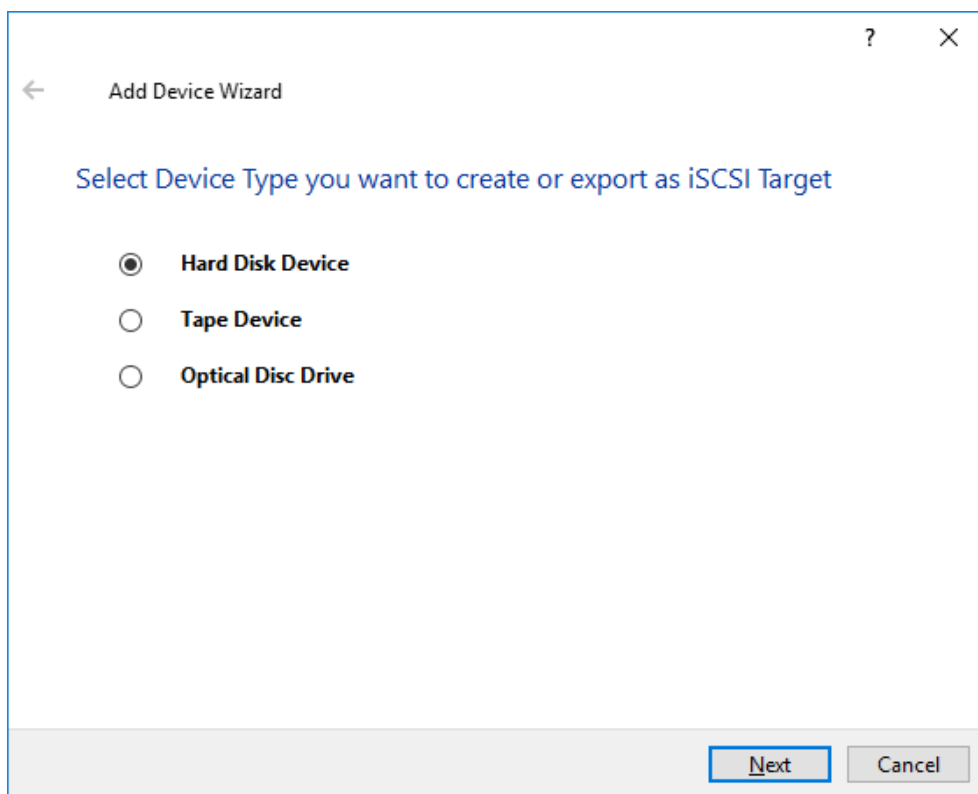 ?
Add Device Wizard
Select Device Type you want to create or export as iSCSI Target
Hard Disk Device
Tape Device
Optical Disc Drive
Next
Cancel